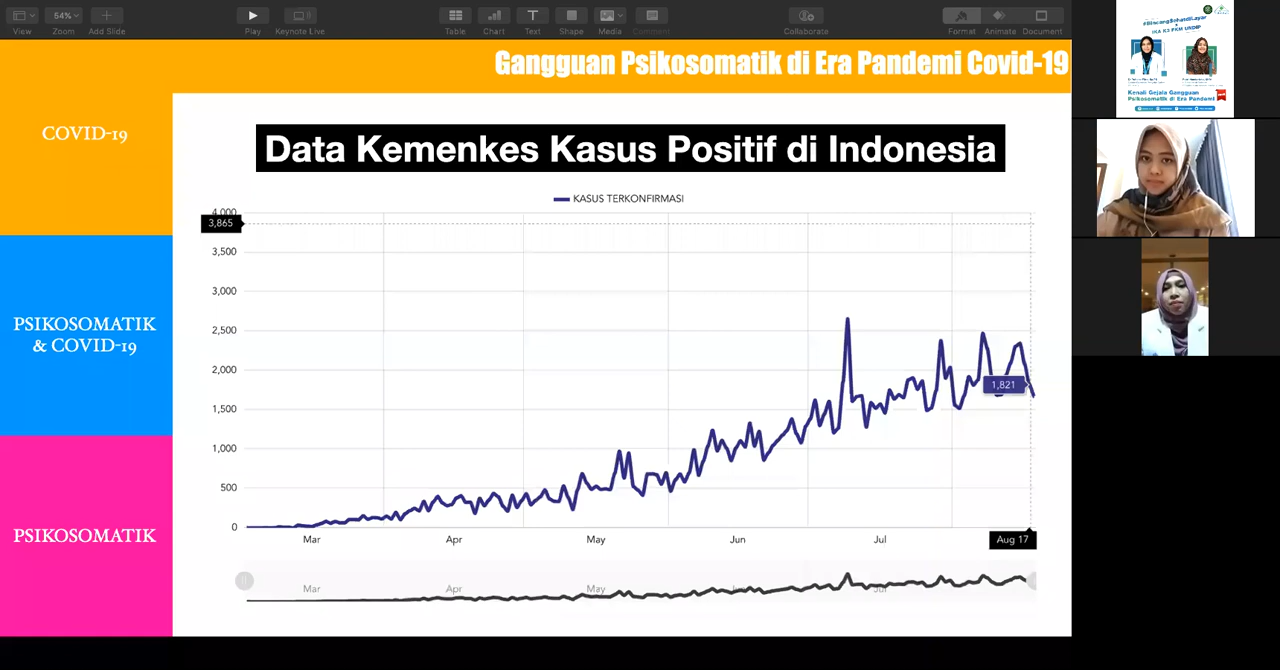 54%
View
Zoom
Add Slide
Play
Keynote Live
Table
Chart
Text
Shape
Media
Comment
Collaborate
Format
Animate
Document
Gangguan Psikosomatik di Era Pandemi Covid-19
COVID-19
PSIKOSOMATIK
& COVID-19
PSIKOSOMATIK
Data Kemenkes Kasus Positif di Indonesia
KASUS TERKONFIRMASI
4,000
3,865
3,500
3,000
2,500
2,000
1,821
1,500
1,000
500
0
Mar
Apr
May
Jun
Jul
Aug 17
Mar
Apr
May
Jul
IKA K3 FKM UNDIP
Kenali Gejala Gangguan
Psikosomatik di Era Pandemi